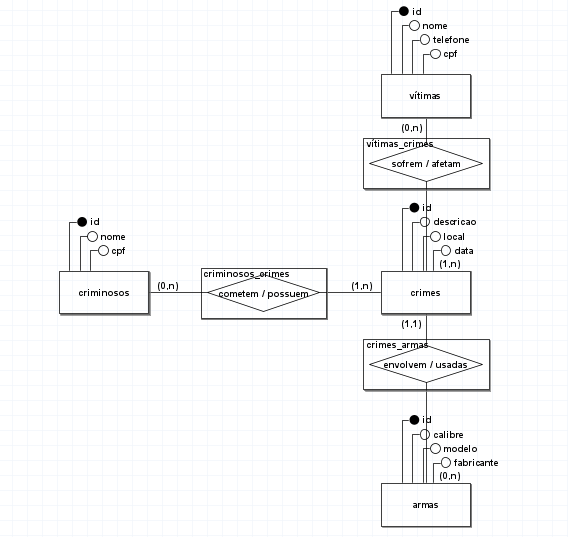 id
nome
telefone
cpf
vítimas
(0,n)
vítimas_crimes
sofrem / afetam
id
descricao
local
data
(1,n)
crimes
id
nome
cpf
criminosos
(0,n)
criminosos_crimes
cometem / possuem
(1,n)
(1,1)
crimes_armas
envolvem / usadas
id
calibre
modelo
fabricante
(0,n)
armas